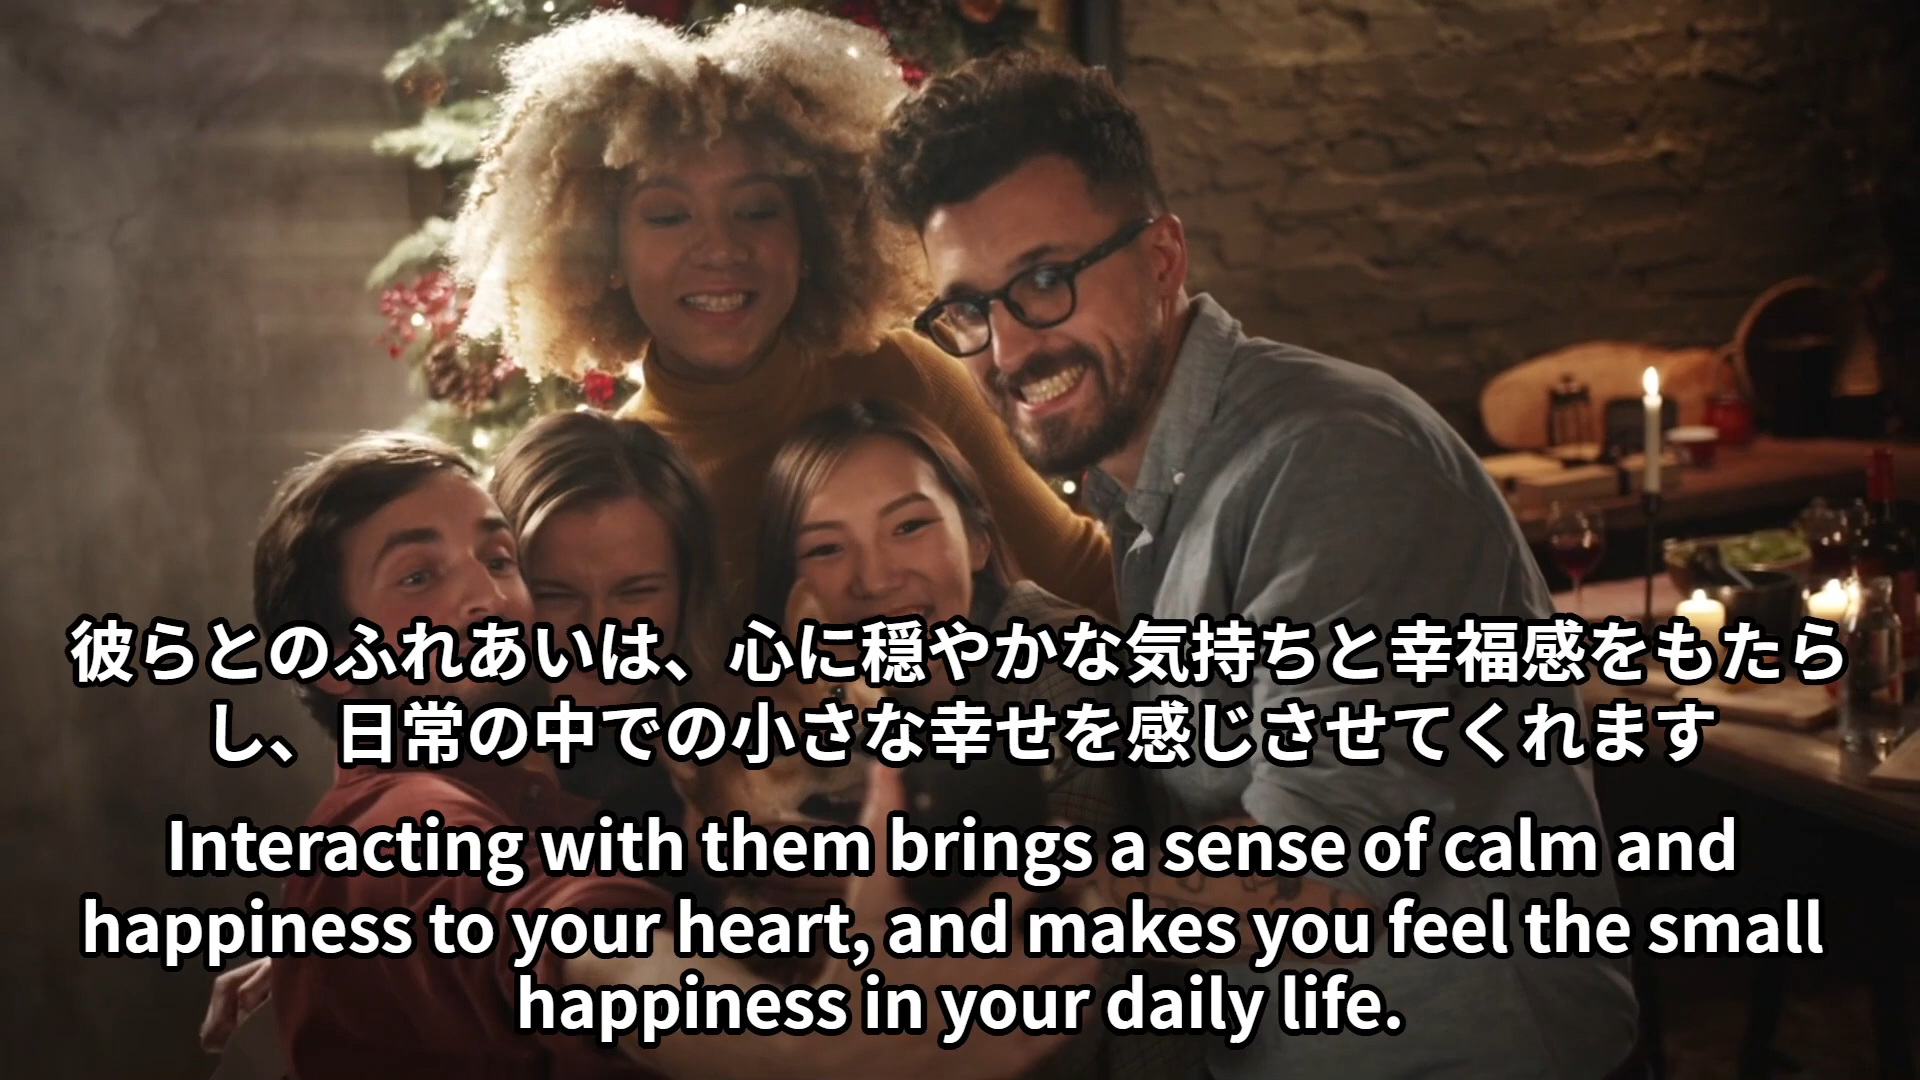 彼らとのふれあいは、心に穏やかな気持ちと幸福感をもたら
し、日常の中での小さな幸せを感じさせてくれます
Interacting with them brings a sense of calm and
happiness to your heart, and makes you feel the small
happiness in your daily life.